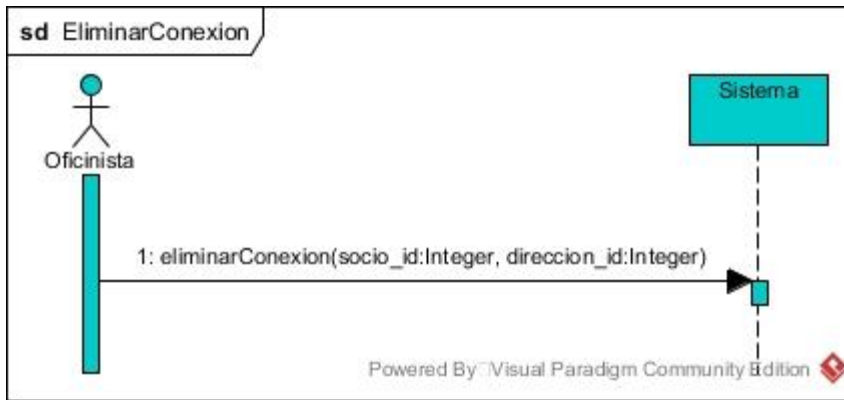 sd EliminarConexion
Sistema
Oficinista
1: eliminarConexion(socio_id:Integer, direccion_id:Integer)
Powered By Visual Paradigm Community Edition